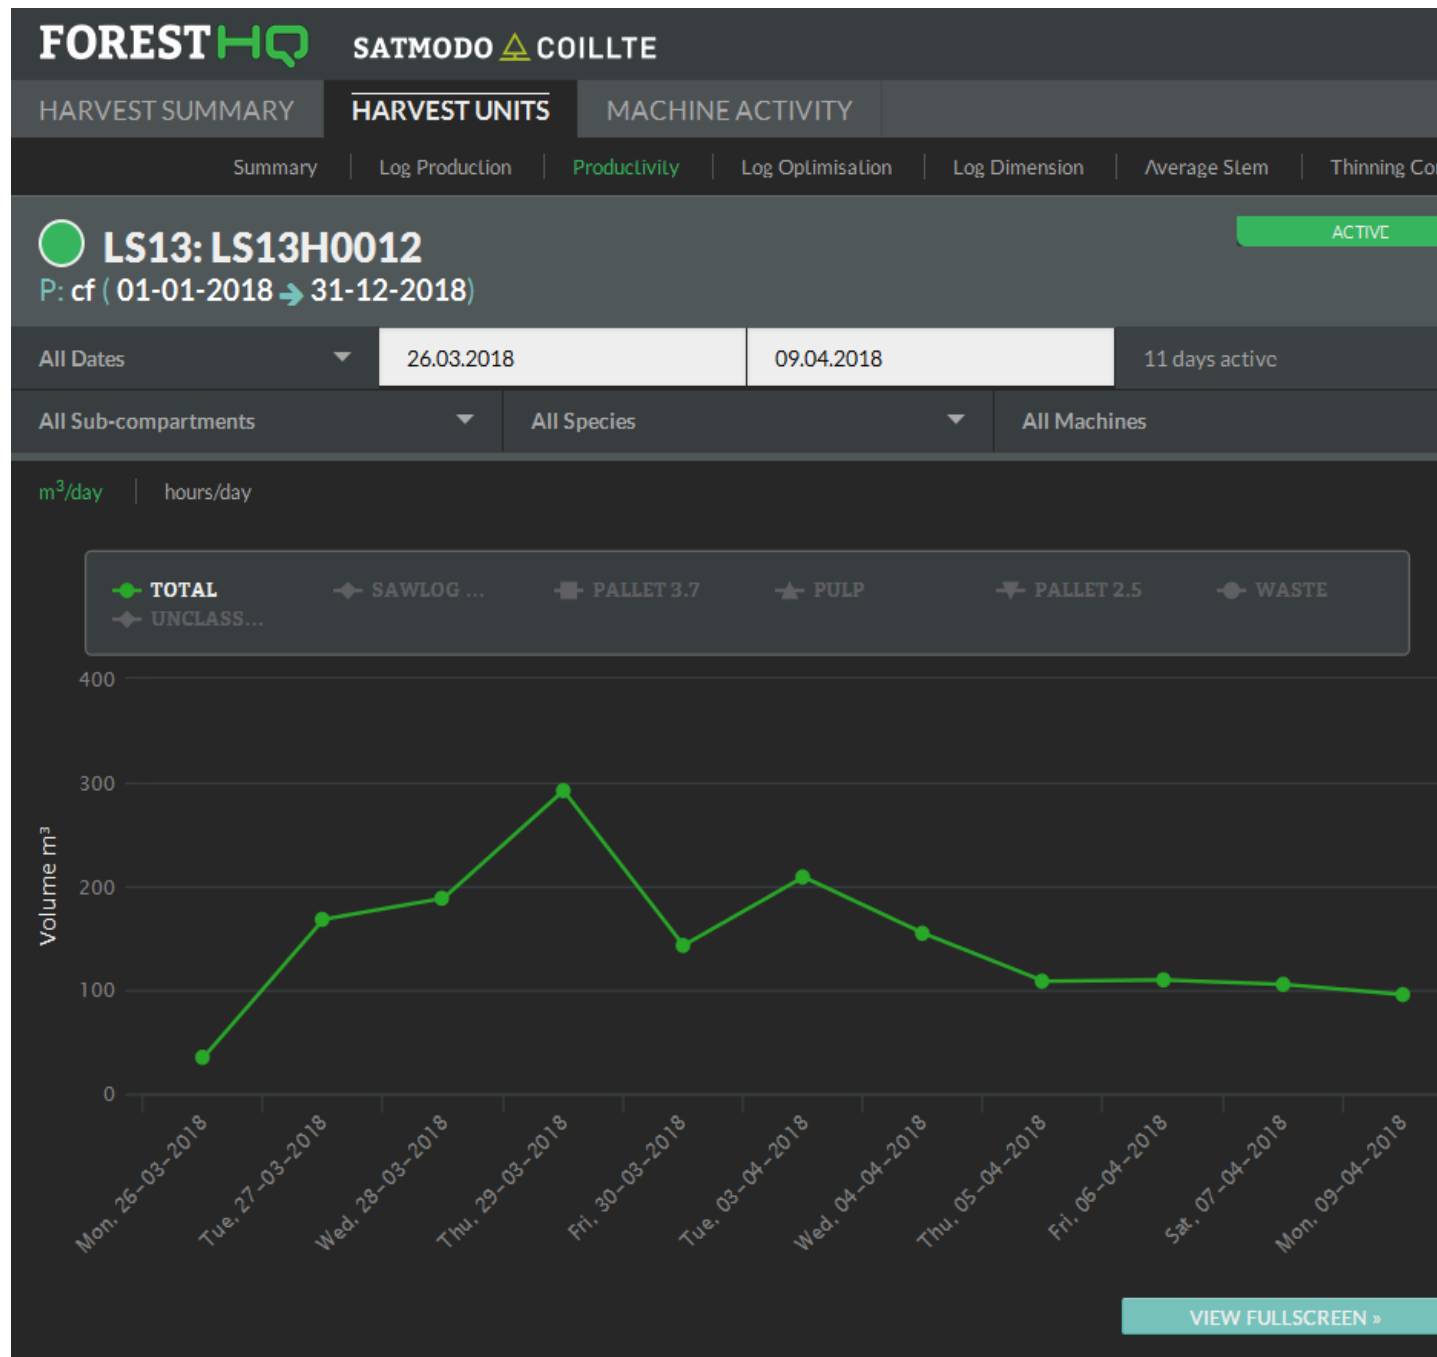 FORESTHQ SATMODO COILLTE
HARVEST SUMMARY HARVEST UNITS MACHINE ACTIVITY
Summary Log Production Productivity Log Optimisation Log Dimension Average Stem Thinning Co
LS13: LS13H0012
ACTIVE
P: cf ( 01-01-2018 ➔ 31-12-2018)
All Dates 26.03.2018 09.04.2018 11 days active
All Sub-compartments All Species All Machines
m³/day hours/day
TOTAL SAWLOG ... PALLET 3.7 PULP PALLET 2.5 WASTE
UNCLASS...
400
300
200
100
0
Volume m³
Mon, 26-03-2018
Tue, 27-03-2018
Wed, 28-03-2018
Thu, 29-03-2018
Fri, 30-03-2018
Tue, 03-04-2018
Wed, 04-04-2018
Thu, 05-04-2018
Fri, 06-04-2018
Sat, 07-04-2018
Mon, 09-04-2018
VIEW FULLSCREEN »